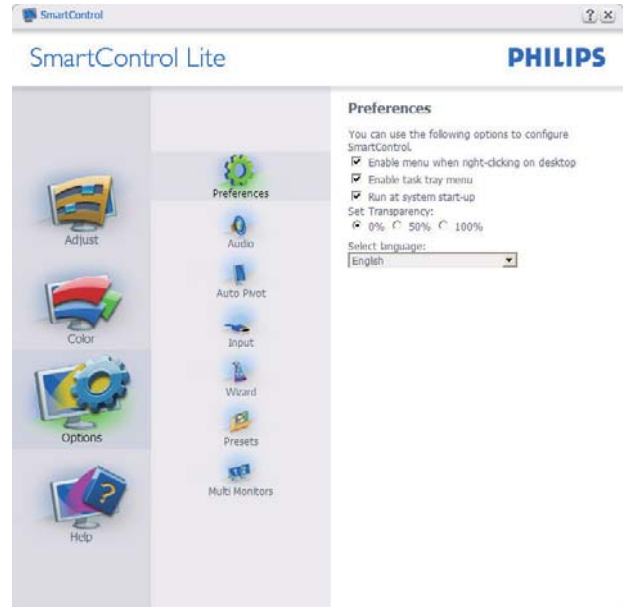 SmartControl
SmartControl Lite
PHILIPS
Adjust
Color
Options
Help
Preferences
Audio
Auto Pivot
Input
Wizard
Presets
Multi Monitors
Preferences
You can use the following options to configure
SmartControl.
Enable menu when right-clicking on desktop
Enable task tray menu
Run at system start-up
Set Transparency:
0% 50% 100%
Select language:
English